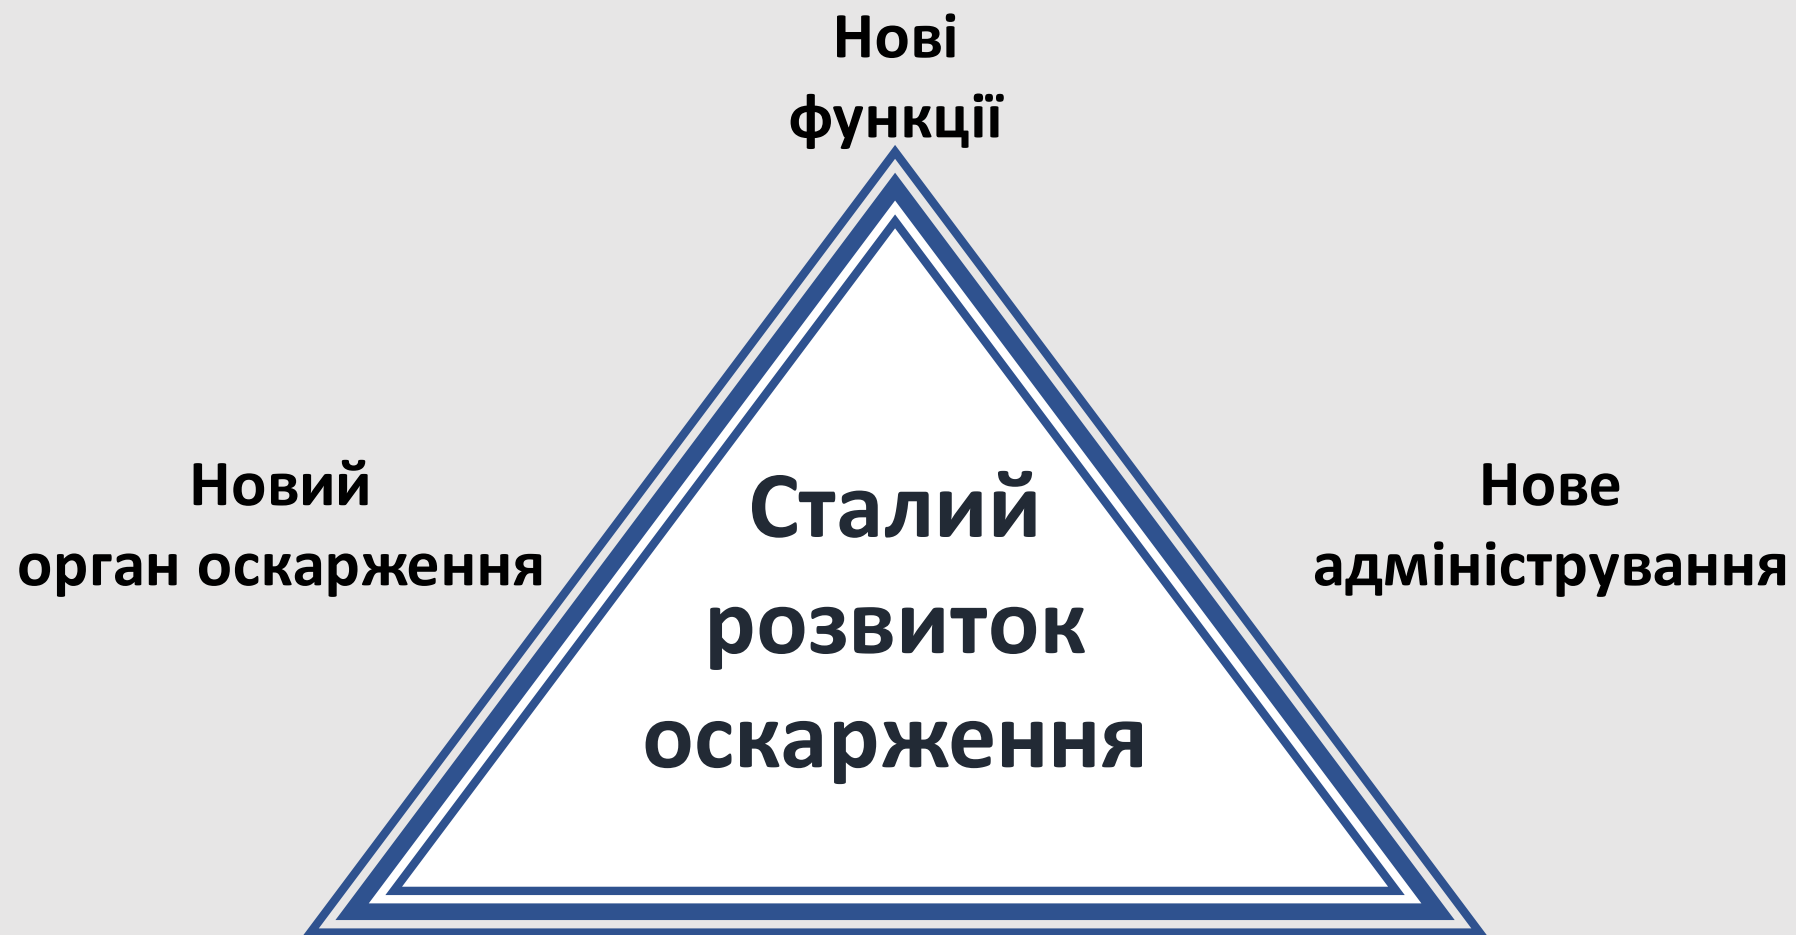 Нові
функції
Новий
орган оскарження
Сталий
розвиток
оскарження
Нове
адміністрування